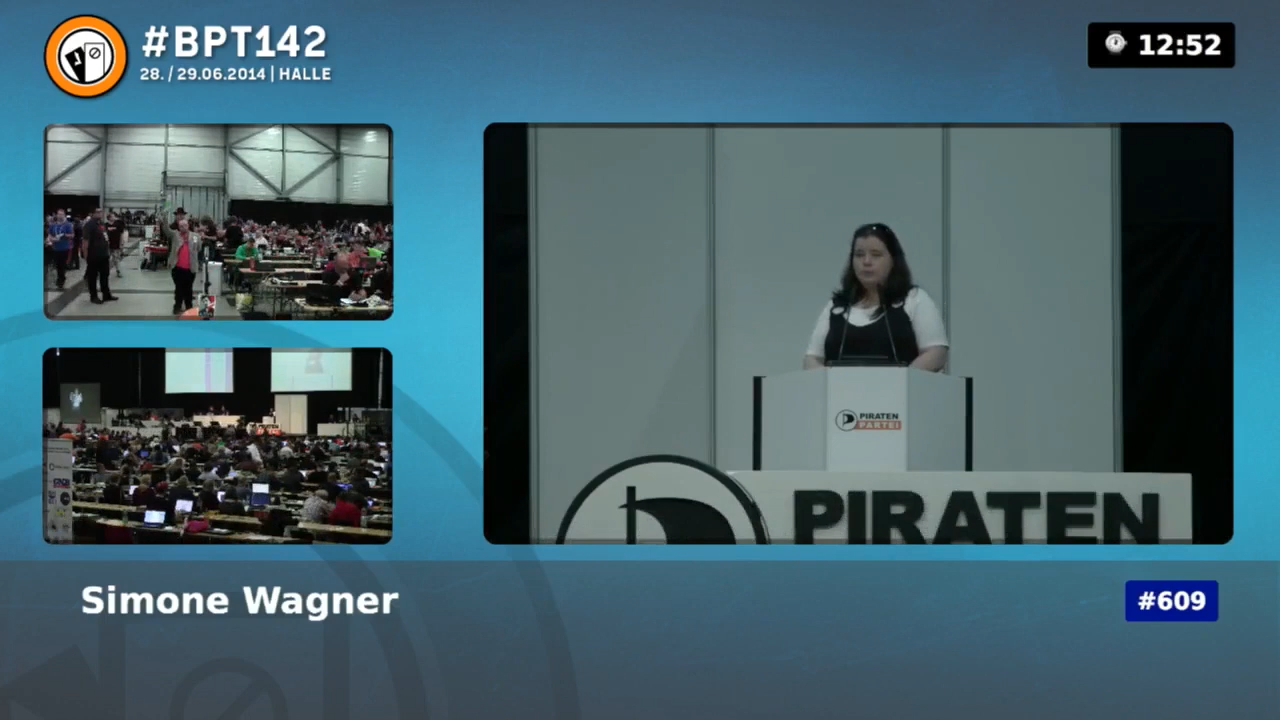 #BPT142
28. / 29.06.2014 | HALLE
12:52
PIRATEN
PARTEI
PIRATEN
Simone Wagner
#609